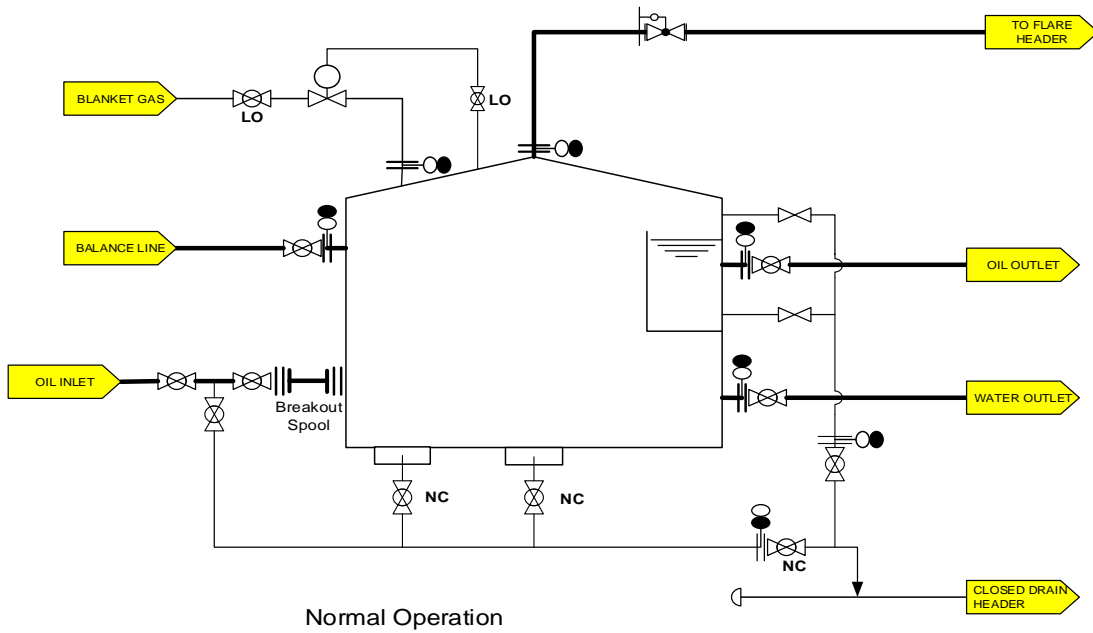 TO FLARE
HEADER
BLANKET GAS
LO
LO
BALANCE LINE
OIL OUTLET
OIL INLET
Breakout
Spool
WATER OUTLET
NC
NC
NC
CLOSED DRAIN
HEADER
Normal Operation